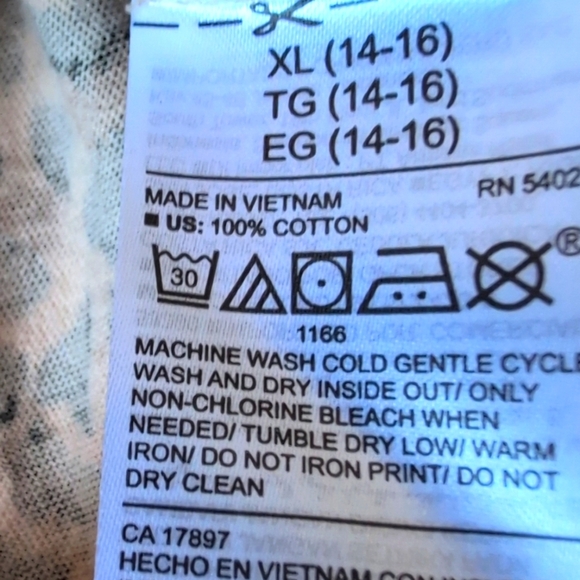 XL (14-16)
TG (14-16)
EG (14-16)
MADE IN VIETNAM RN 5402
■ US: 100% COTTON
30
®
1166
MACHINE WASH COLD GENTLE CYCLE
WASH AND DRY INSIDE OUT/ ONLY
NON-CHLORINE BLEACH WHEN
NEEDED/ TUMBLE DRY LOW/ WARM
IRON/ DO NOT IRON PRINT/ DO NOT
DRY CLEAN
CA 17897
HECHO EN VIETNAM